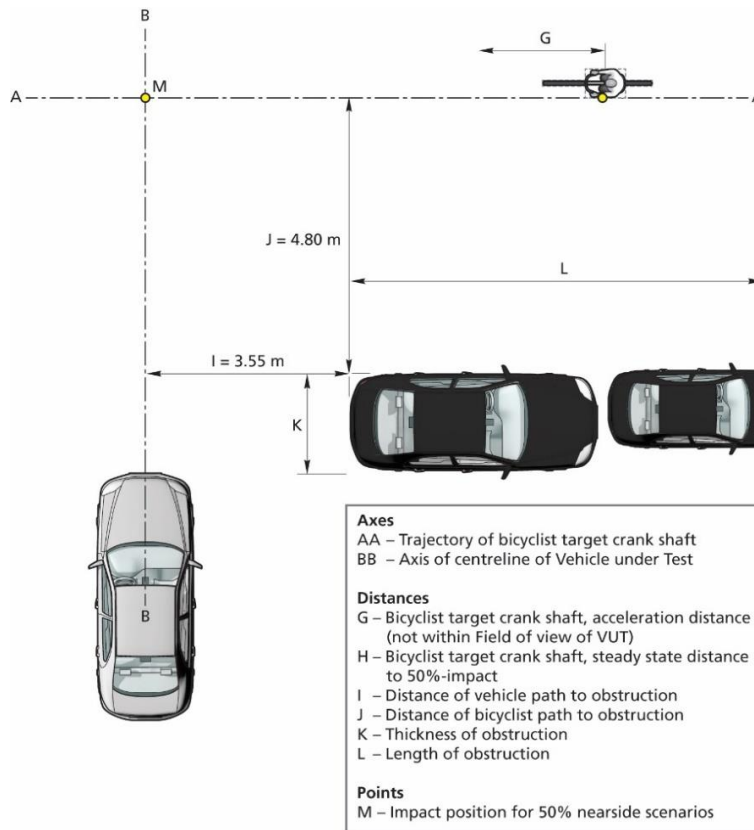 B
G
A
M
J = 4.80 m
L
I = 3.55 m
K
B
Axes
AA – Trajectory of bicyclist target crank shaft
BB – Axis of centreline of Vehicle under Test
Distances
G – Bicyclist target crank shaft, acceleration distance
(not within Field of view of VUT)
H – Bicyclist target crank shaft, steady state distance
to 50%-impact
I – Distance of vehicle path to obstruction
J – Distance of bicyclist path to obstruction
K – Thickness of obstruction
L – Length of obstruction
Points
M – Impact position for 50% nearside scenarios